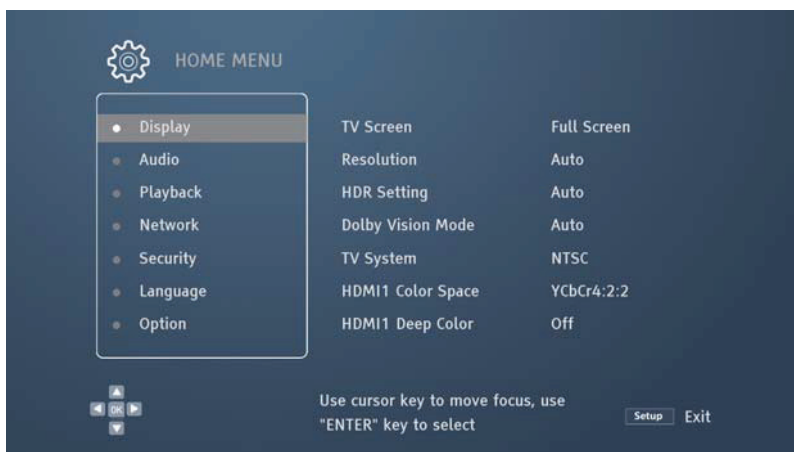 HOME MENU
Display
Audio
Playback
Network
Security
Language
Option
TV Screen Full Screen
Resolution Auto
HDR Setting Auto
Dolby Vision Mode Auto
TV System NTSC
HDMI1 Color Space YCbCr4:2:2
HDMI1 Deep Color Off
OK
Use cursor key to move focus, use
"ENTER" key to select
Setup Exit